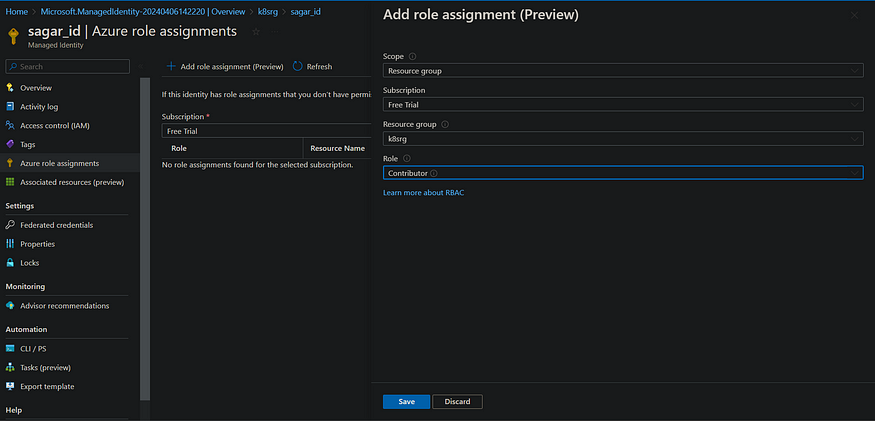 Home > Microsoft.ManagedIdentity-20240406142220 | Overview > k8srg > sagar_id
sagar_id | Azure role assignments
Managed Identity
Search
Overview
Activity log
Access control (IAM)
Tags
Azure role assignments
Associated resources (preview)
Settings
Federated credentials
Properties
Locks
Monitoring
Advisor recommendations
Automation
CLI / PS
Tasks (preview)
Export template
Help
Add role assignment (Preview) Refresh
If this identity has role assignments that you don't have permis
Subscription *
Free Trial
Role Resource Name
No role assignments found for the selected subscription.
Add role assignment (Preview)
Scope
Resource group
Subscription
Free Trial
Resource group
k8srg
Role
Contributor
Learn more about RBAC
Save Discard